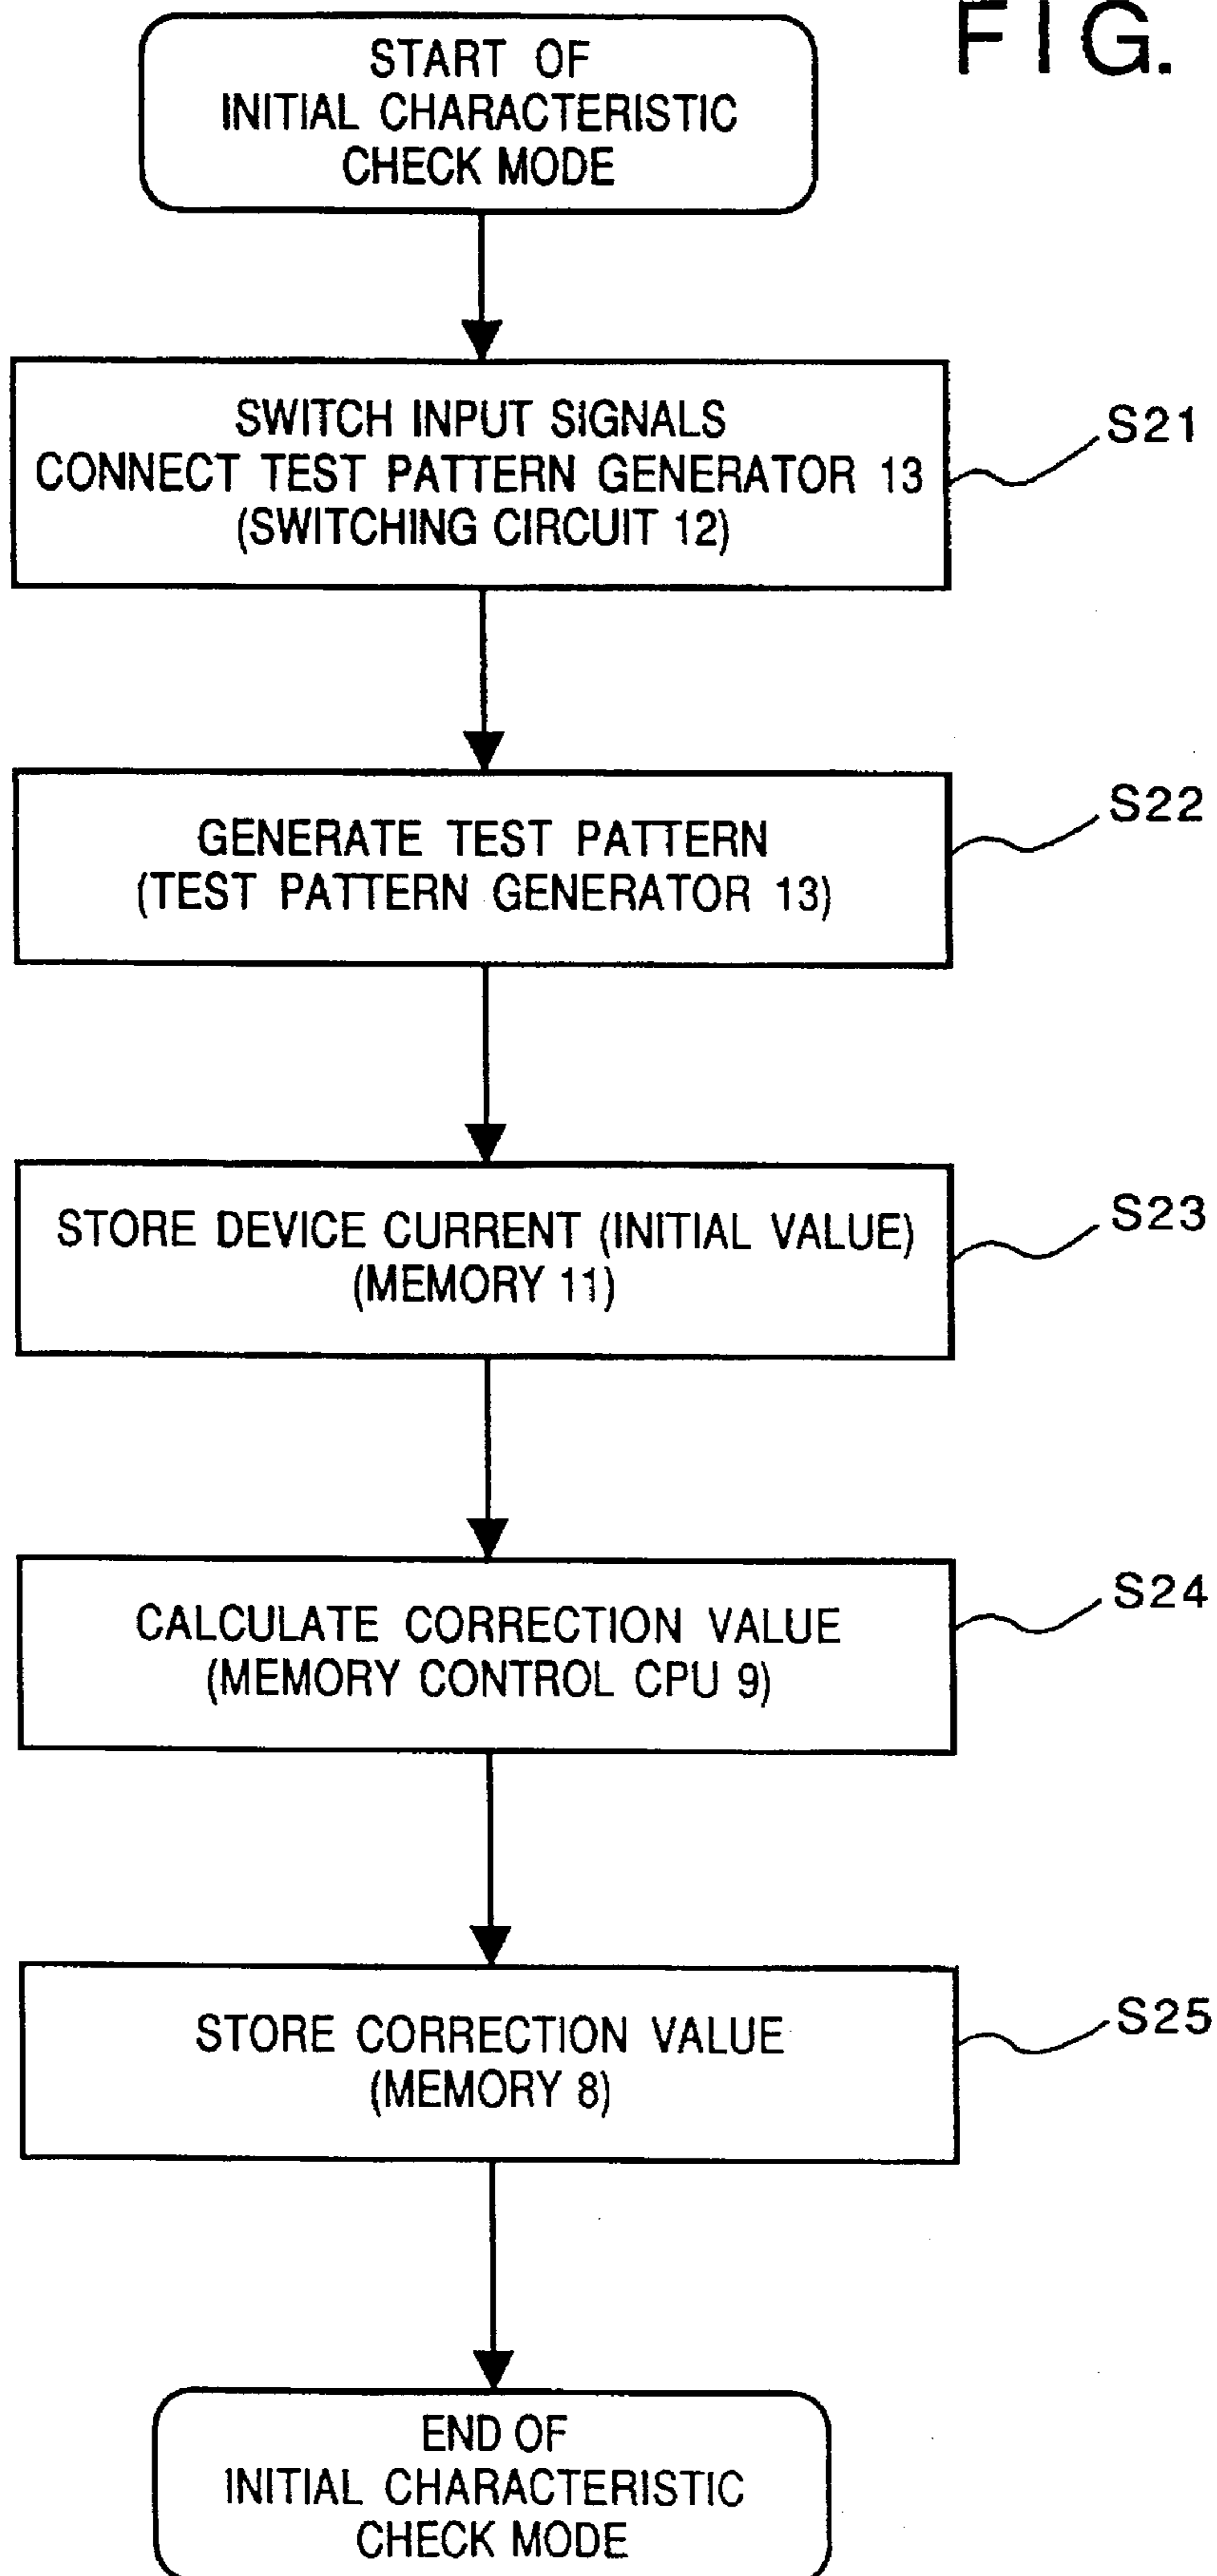 FIG.
START OF
INITIAL CHARACTERISTIC
CHECK MODE
SWITCH INPUT SIGNALS
CONNECT TEST PATTERN GENERATOR 13
(SWITCHING CIRCUIT 12)
S21
GENERATE TEST PATTERN
(TEST PATTERN GENERATOR 13)
S22
STORE DEVICE CURRENT (INITIAL VALUE)
(MEMORY 11)
S23
CALCULATE CORRECTION VALUE
(MEMORY CONTROL CPU 9)
S24
STORE CORRECTION VALUE
(MEMORY 8)
S25
END OF
INITIAL CHARACTERISTIC
CHECK MODE